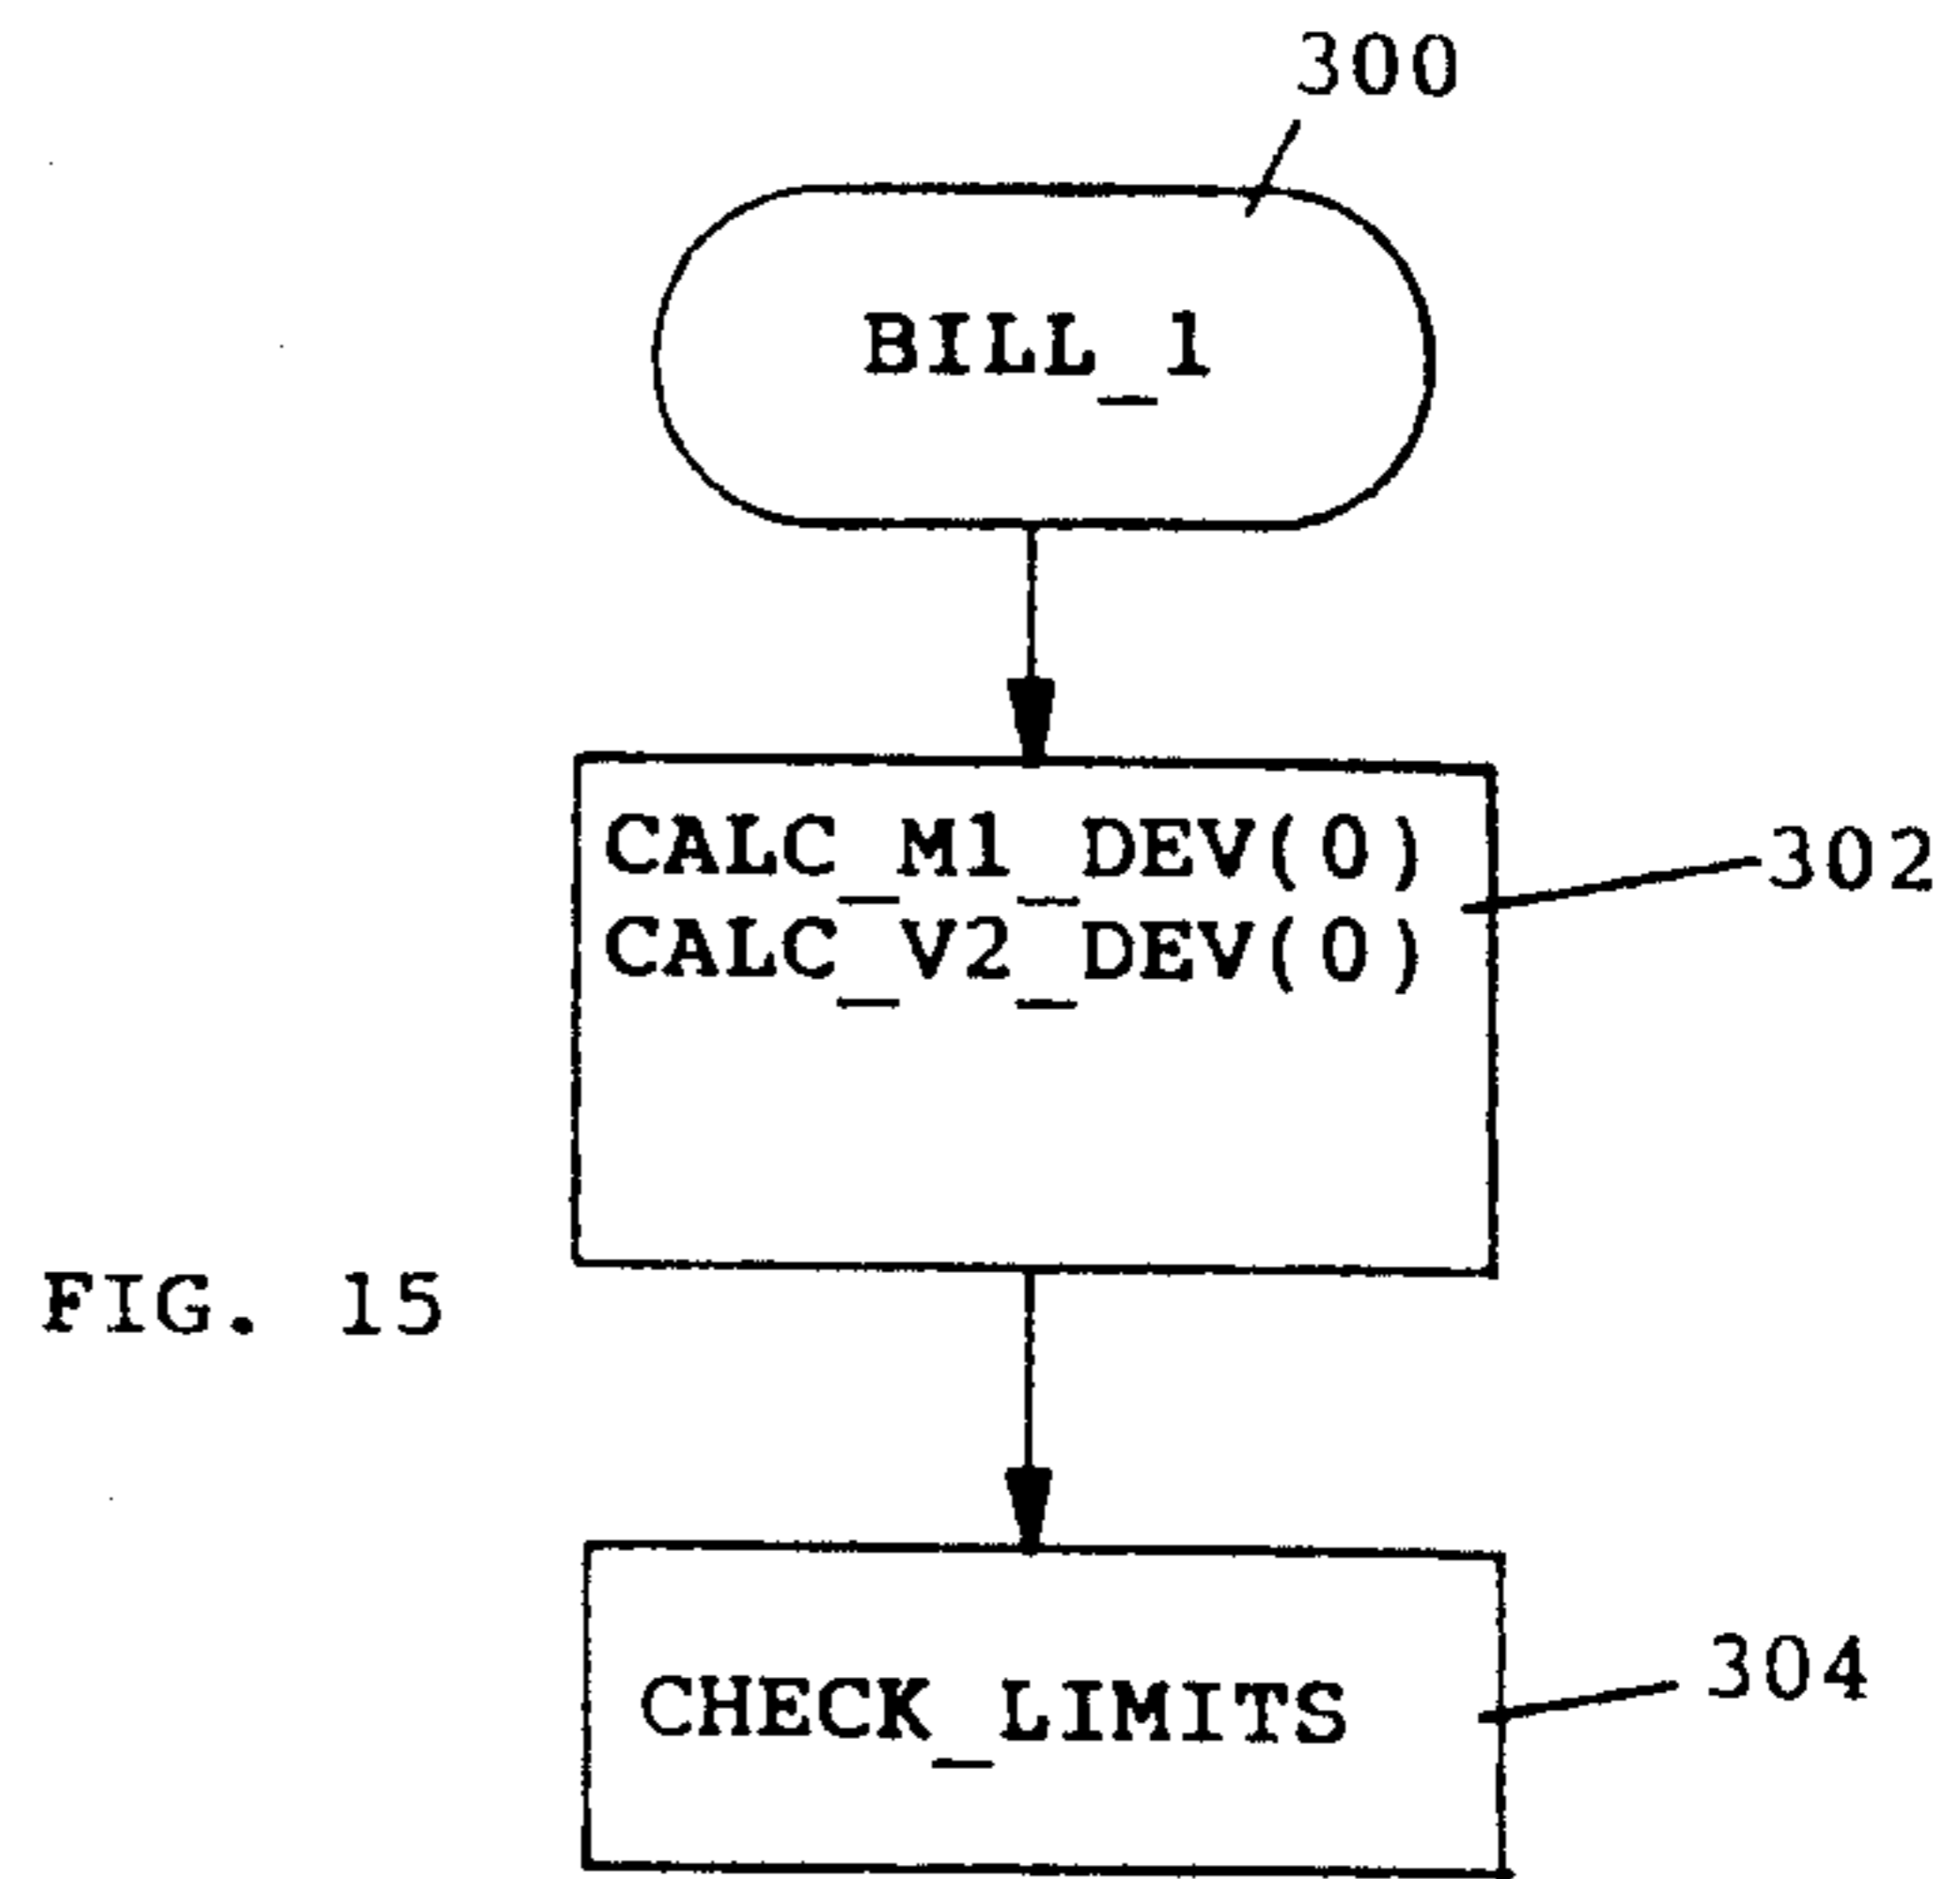 300
BILL_1
CALC_M1_DEV(0)
CALC_V2_DEV(0)
302
FIG. 15
CHECK_LIMITS
304